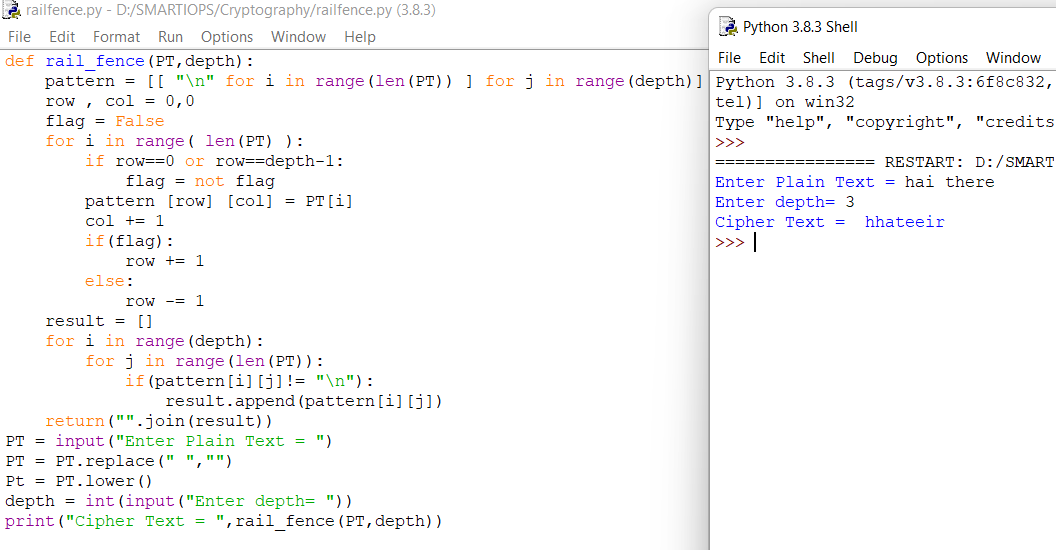 railfence.py - D:/SMARTIOPS/Cryptography/railfence.py (3.8.3)
File Edit Format Run Options Window Help
def rail_fence(PT,depth):
    pattern = [[ "\n" for i in range(len(PT)) ] for j in range(depth)]
    row , col = 0,0
    flag = False
    for i in range( len(PT) ):
        if row==0 or row==depth-1:
            flag = not flag
        pattern [row] [col] = PT[i]
        col += 1
        if(flag):
            row += 1
        else:
            row -= 1
    result = []
    for i in range(depth):
        for j in range(len(PT)):
            if(pattern[i][j]!= "\n"):
                result.append(pattern[i][j])
    return("".join(result))
PT = input("Enter Plain Text = ")
PT = PT.replace(" ","")
Pt = PT.lower()
depth = int(input("Enter depth= "))
print("Cipher Text = ",rail_fence(PT,depth))
Python 3.8.3 Shell
File Edit Shell Debug Options Window
Python 3.8.3 (tags/v3.8.3:6f8c832,
tel)] on win32
Type "help", "copyright", "credits
>>>
================ RESTART: D:/SMART
Enter Plain Text = hai there
Enter depth= 3
Cipher Text =  hhateeir
>>>